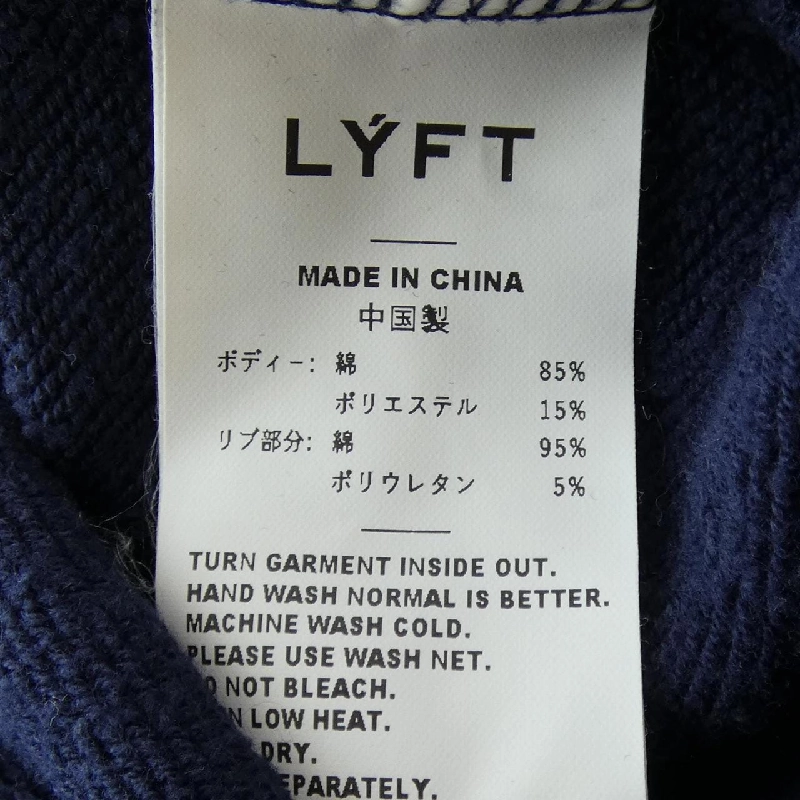 LÝFT
MADE IN CHINA
中国製
ボディー: 綿 85%
ポリエステル 15%
リブ部分: 綿 95%
ポリウレタン 5%
TURN GARMENT INSIDE OUT.
HAND WASH NORMAL IS BETTER.
MACHINE WASH COLD.
PLEASE USE WASH NET.
DO NOT BLEACH.
LOW HEAT.
DRY.